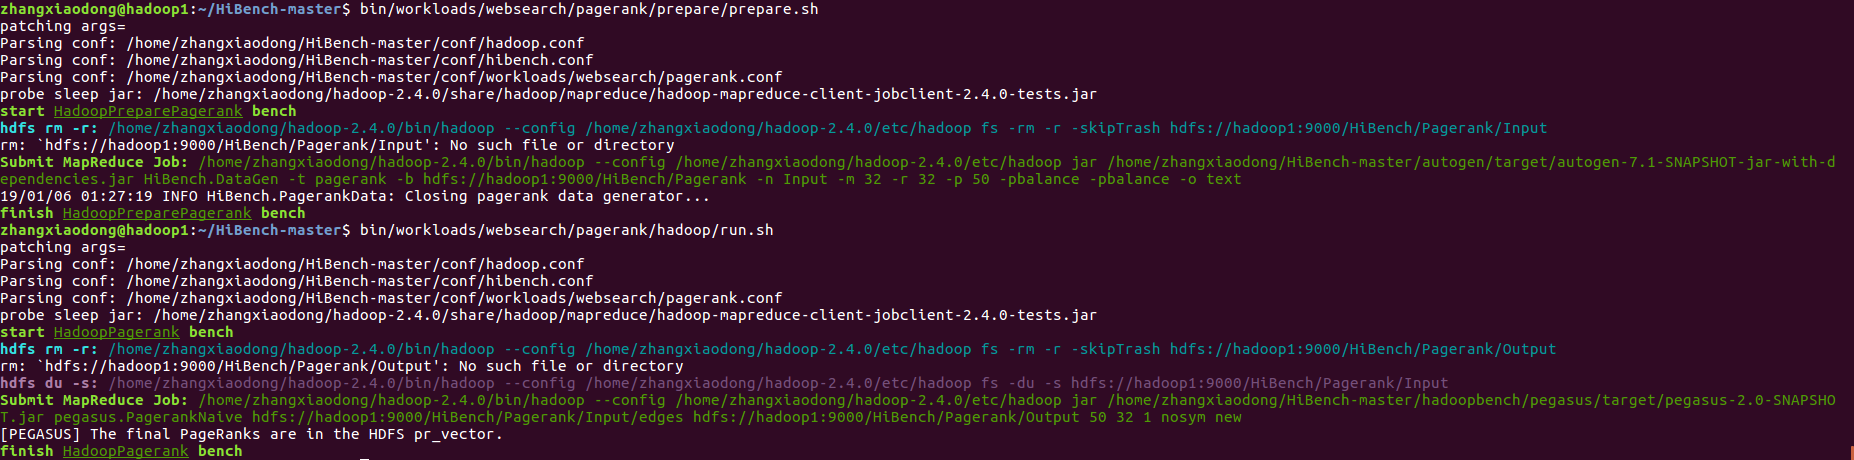 zhangxiaodong@hadoop1:~/HiBench-master$ bin/workloads/websearch/pagerank/prepare/prepare.sh
patching args=
Parsing conf: /home/zhangxiaodong/HiBench-master/conf/hadoop.conf
Parsing conf: /home/zhangxiaodong/HiBench-master/conf/hibench.conf
Parsing conf: /home/zhangxiaodong/HiBench-master/conf/workloads/websearch/pagerank.conf
probe sleep jar: /home/zhangxiaodong/hadoop-2.4.0/share/hadoop/mapreduce/hadoop-mapreduce-client-jobclient-2.4.0-tests.jar
start HadoopPreparePagerank bench
hdfs rm -r: /home/zhangxiaodong/hadoop-2.4.0/bin/hadoop --config /home/zhangxiaodong/hadoop-2.4.0/etc/hadoop fs -rm -r -skipTrash hdfs://hadoop1:9000/HiBench/Pagerank/Input
rm: `hdfs://hadoop1:9000/HiBench/Pagerank/Input': No such file or directory
Submit MapReduce Job: /home/zhangxiaodong/hadoop-2.4.0/bin/hadoop --config /home/zhangxiaodong/hadoop-2.4.0/etc/hadoop jar /home/zhangxiaodong/HiBench-master/autogen/target/autogen-7.1-SNAPSHOT-jar-with-d
ependencies.jar HiBench.DataGen -t pagerank -b hdfs://hadoop1:9000/HiBench/Pagerank -n Input -m 32 -r 32 -p 50 -pbalance -pbalance -o text
19/01/06 01:27:19 INFO HiBench.PagerankData: Closing pagerank data generator...
finish HadoopPreparePagerank bench
zhangxiaodong@hadoop1:~/HiBench-master$ bin/workloads/websearch/pagerank/hadoop/run.sh
patching args=
Parsing conf: /home/zhangxiaodong/HiBench-master/conf/hadoop.conf
Parsing conf: /home/zhangxiaodong/HiBench-master/conf/hibench.conf
Parsing conf: /home/zhangxiaodong/HiBench-master/conf/workloads/websearch/pagerank.conf
probe sleep jar: /home/zhangxiaodong/hadoop-2.4.0/share/hadoop/mapreduce/hadoop-mapreduce-client-jobclient-2.4.0-tests.jar
start HadoopPagerank bench
hdfs rm -r: /home/zhangxiaodong/hadoop-2.4.0/bin/hadoop --config /home/zhangxiaodong/hadoop-2.4.0/etc/hadoop fs -rm -r -skipTrash hdfs://hadoop1:9000/HiBench/Pagerank/Output
rm: `hdfs://hadoop1:9000/HiBench/Pagerank/Output': No such file or directory
hdfs du -s: /home/zhangxiaodong/hadoop-2.4.0/bin/hadoop --config /home/zhangxiaodong/hadoop-2.4.0/etc/hadoop fs -du -s hdfs://hadoop1:9000/HiBench/Pagerank/Input
Submit MapReduce Job: /home/zhangxiaodong/hadoop-2.4.0/bin/hadoop --config /home/zhangxiaodong/hadoop-2.4.0/etc/hadoop jar /home/zhangxiaodong/HiBench-master/hadoopbench/pegasus/target/pegasus-2.0-SNAPSHO
T.jar pegasus.PagerankNaive hdfs://hadoop1:9000/HiBench/Pagerank/Input/edges hdfs://hadoop1:9000/HiBench/Pagerank/Output 50 32 1 nosym new
[PEGASUS] The final PageRanks are in the HDFS pr_vector.
finish HadoopPagerank bench